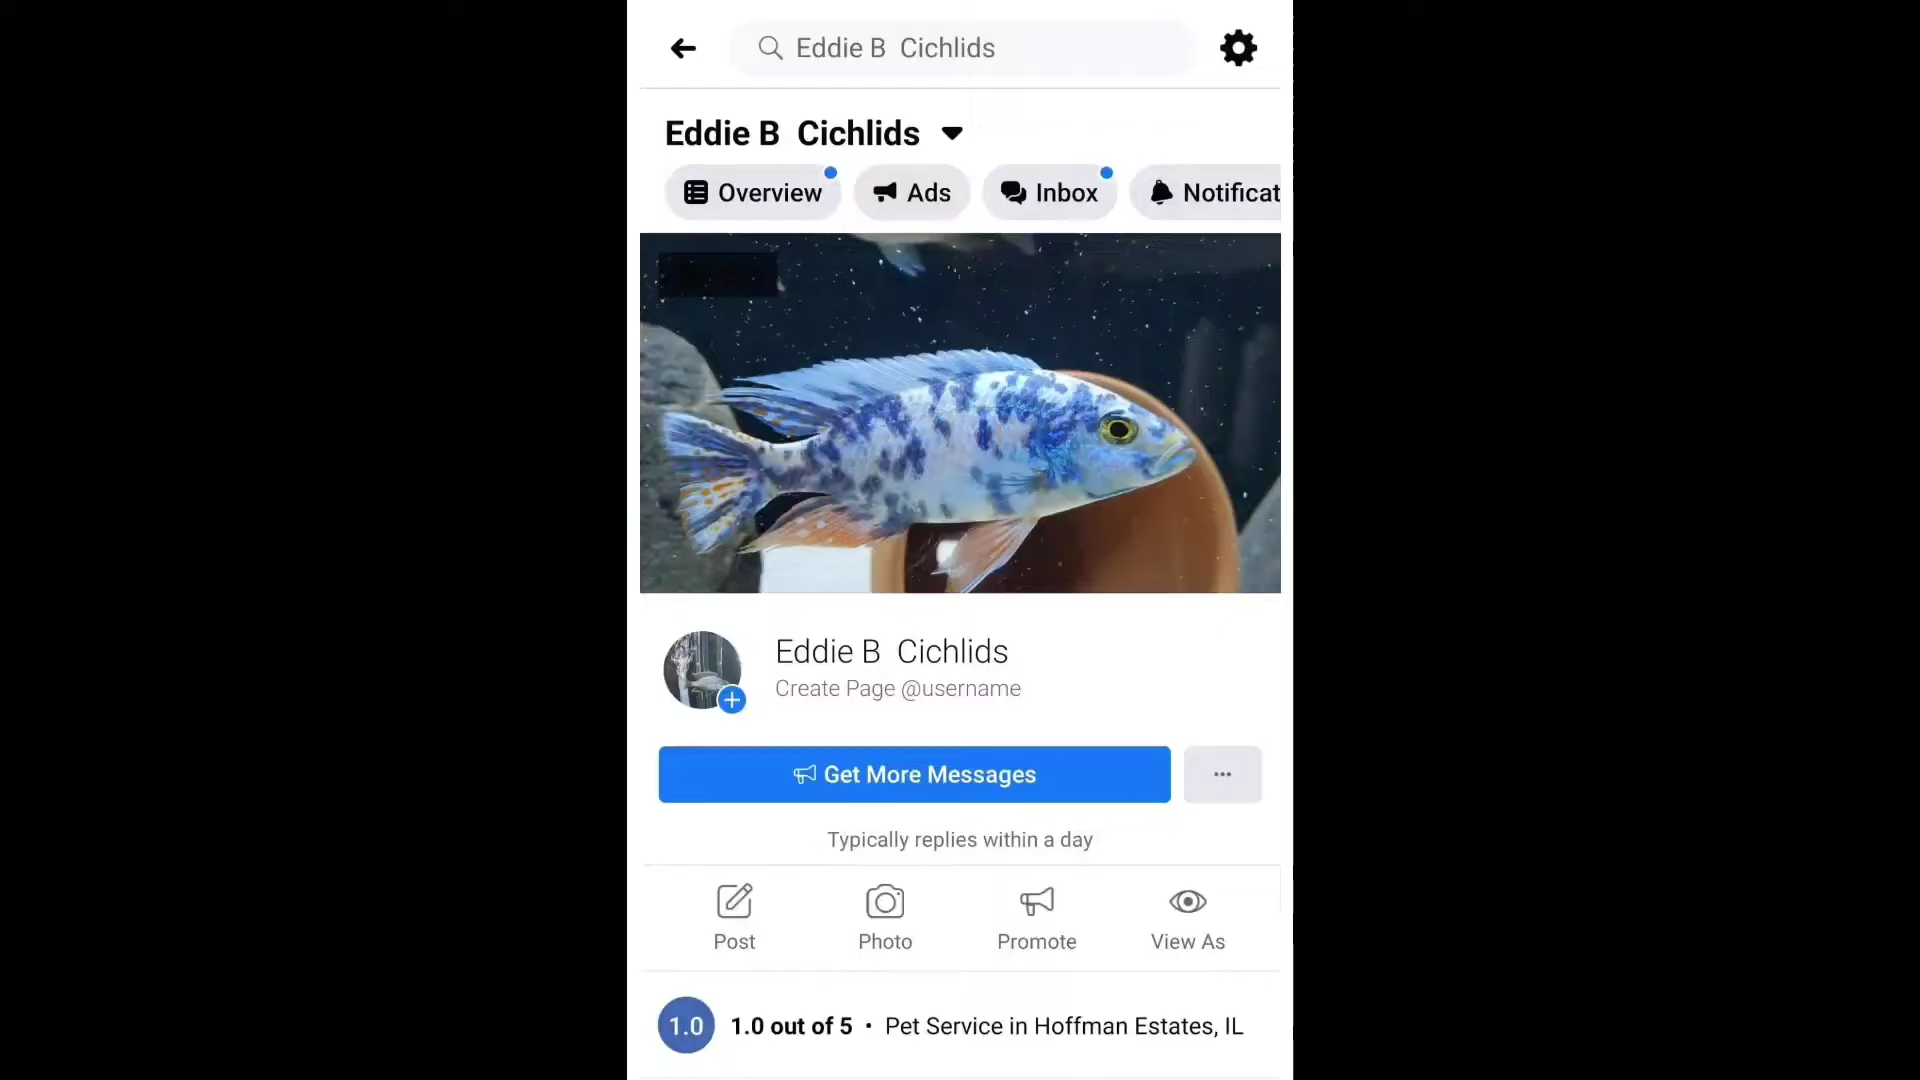 Eddie B  Cichlids
Eddie B  Cichlids
Overview Ads Inbox Notificat
Eddie B  Cichlids
Create Page @username
Get More Messages
Typically replies within a day
Post Photo Promote View As
1.0 1.0 out of 5 • Pet Service in Hoffman Estates, IL